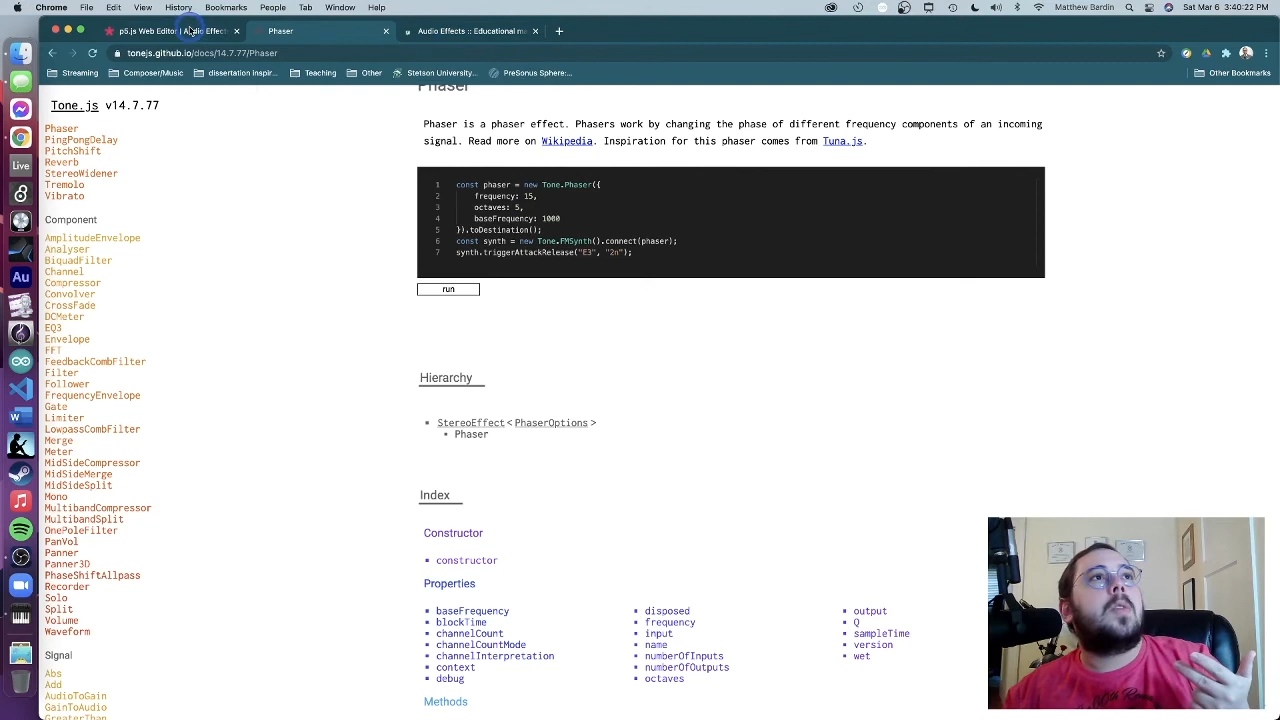 Chrome File Edit View History Bookmarks Profiles Tab Window Help
Matthew Bardin Sat Mar 6 3:21:29 PM
p5.js Web Editor | Audio Effect
Phaser
Audio Effects :: Educational m
tonejs.github.io/docs/14.7.77/Phaser
Streaming Composer/Music dissertation inspir... Teaching Other Stetson University... PreSonus Sphere:... Other Bookmarks
Tone.js v14.7.77
Phaser
PingPongDelay
PitchShift
Reverb
StereoWidener
Tremolo
Vibrato
Component
AmplitudeEnvelope
Analyser
BiquadFilter
Channel
Compressor
Convolver
CrossFade
DCMeter
EQ3
Envelope
FFT
FeedbackCombFilter
Filter
Follower
FrequencyEnvelope
Gate
Limiter
LowpassCombFilter
Merge
Meter
MidSideCompressor
MidSideMerge
MidSideSplit
Mono
MultibandCompressor
MultibandSplit
OnePoleFilter
PanVol
Panner
Panner3D
PhaseShiftAllpass
Recorder
Solo
Split
Volume
Waveform
Signal
Abs
Add
AudioToGain
GainToAudio
GreaterThan
Phaser
Phaser is a phaser effect. Phasers work by changing the phase of different frequency components of an incoming
signal. Read more on Wikipedia. Inspiration for this phaser comes from Tuna.js.
1 const phaser = new Tone.Phaser({
2 frequency: 15,
3 octaves: 5,
4 baseFrequency: 1000
5 }).toDestination();
6 const synth = new Tone.FMSynth().connect(phaser);
7 synth.triggerAttackRelease("E3", "2n");
run
Hierarchy
StereoEffect < PhaserOptions >
Phaser
Index
Constructor
constructor
Properties
baseFrequency
blockTime
channelCount
channelCountMode
channelInterpretation
context
debug
disposed
frequency
input
name
numberOfInputs
numberOfOutputs
octaves
output
Q
sampleTime
version
wet
Methods
Live
Au
W